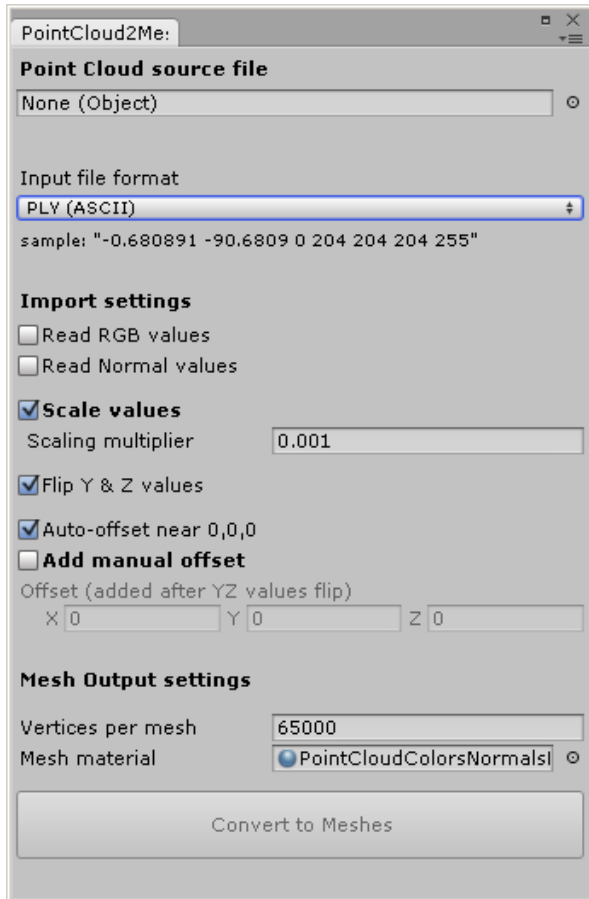 PointCloud2Me:
Point Cloud source file
None (Object)
Input file format
PLY (ASCII)
sample: "-0.680891 -90.6809 0 204 204 204 255"
Import settings
Read RGB values
Read Normal values
Scale values
Scaling multiplier 0.001
Flip Y & Z values
Auto-offset near 0,0,0
Add manual offset
Offset (added after YZ values flip)
X 0 Y 0 Z 0
Mesh Output settings
Vertices per mesh 65000
Mesh material PointCloudColorsNormals
Convert to Meshes